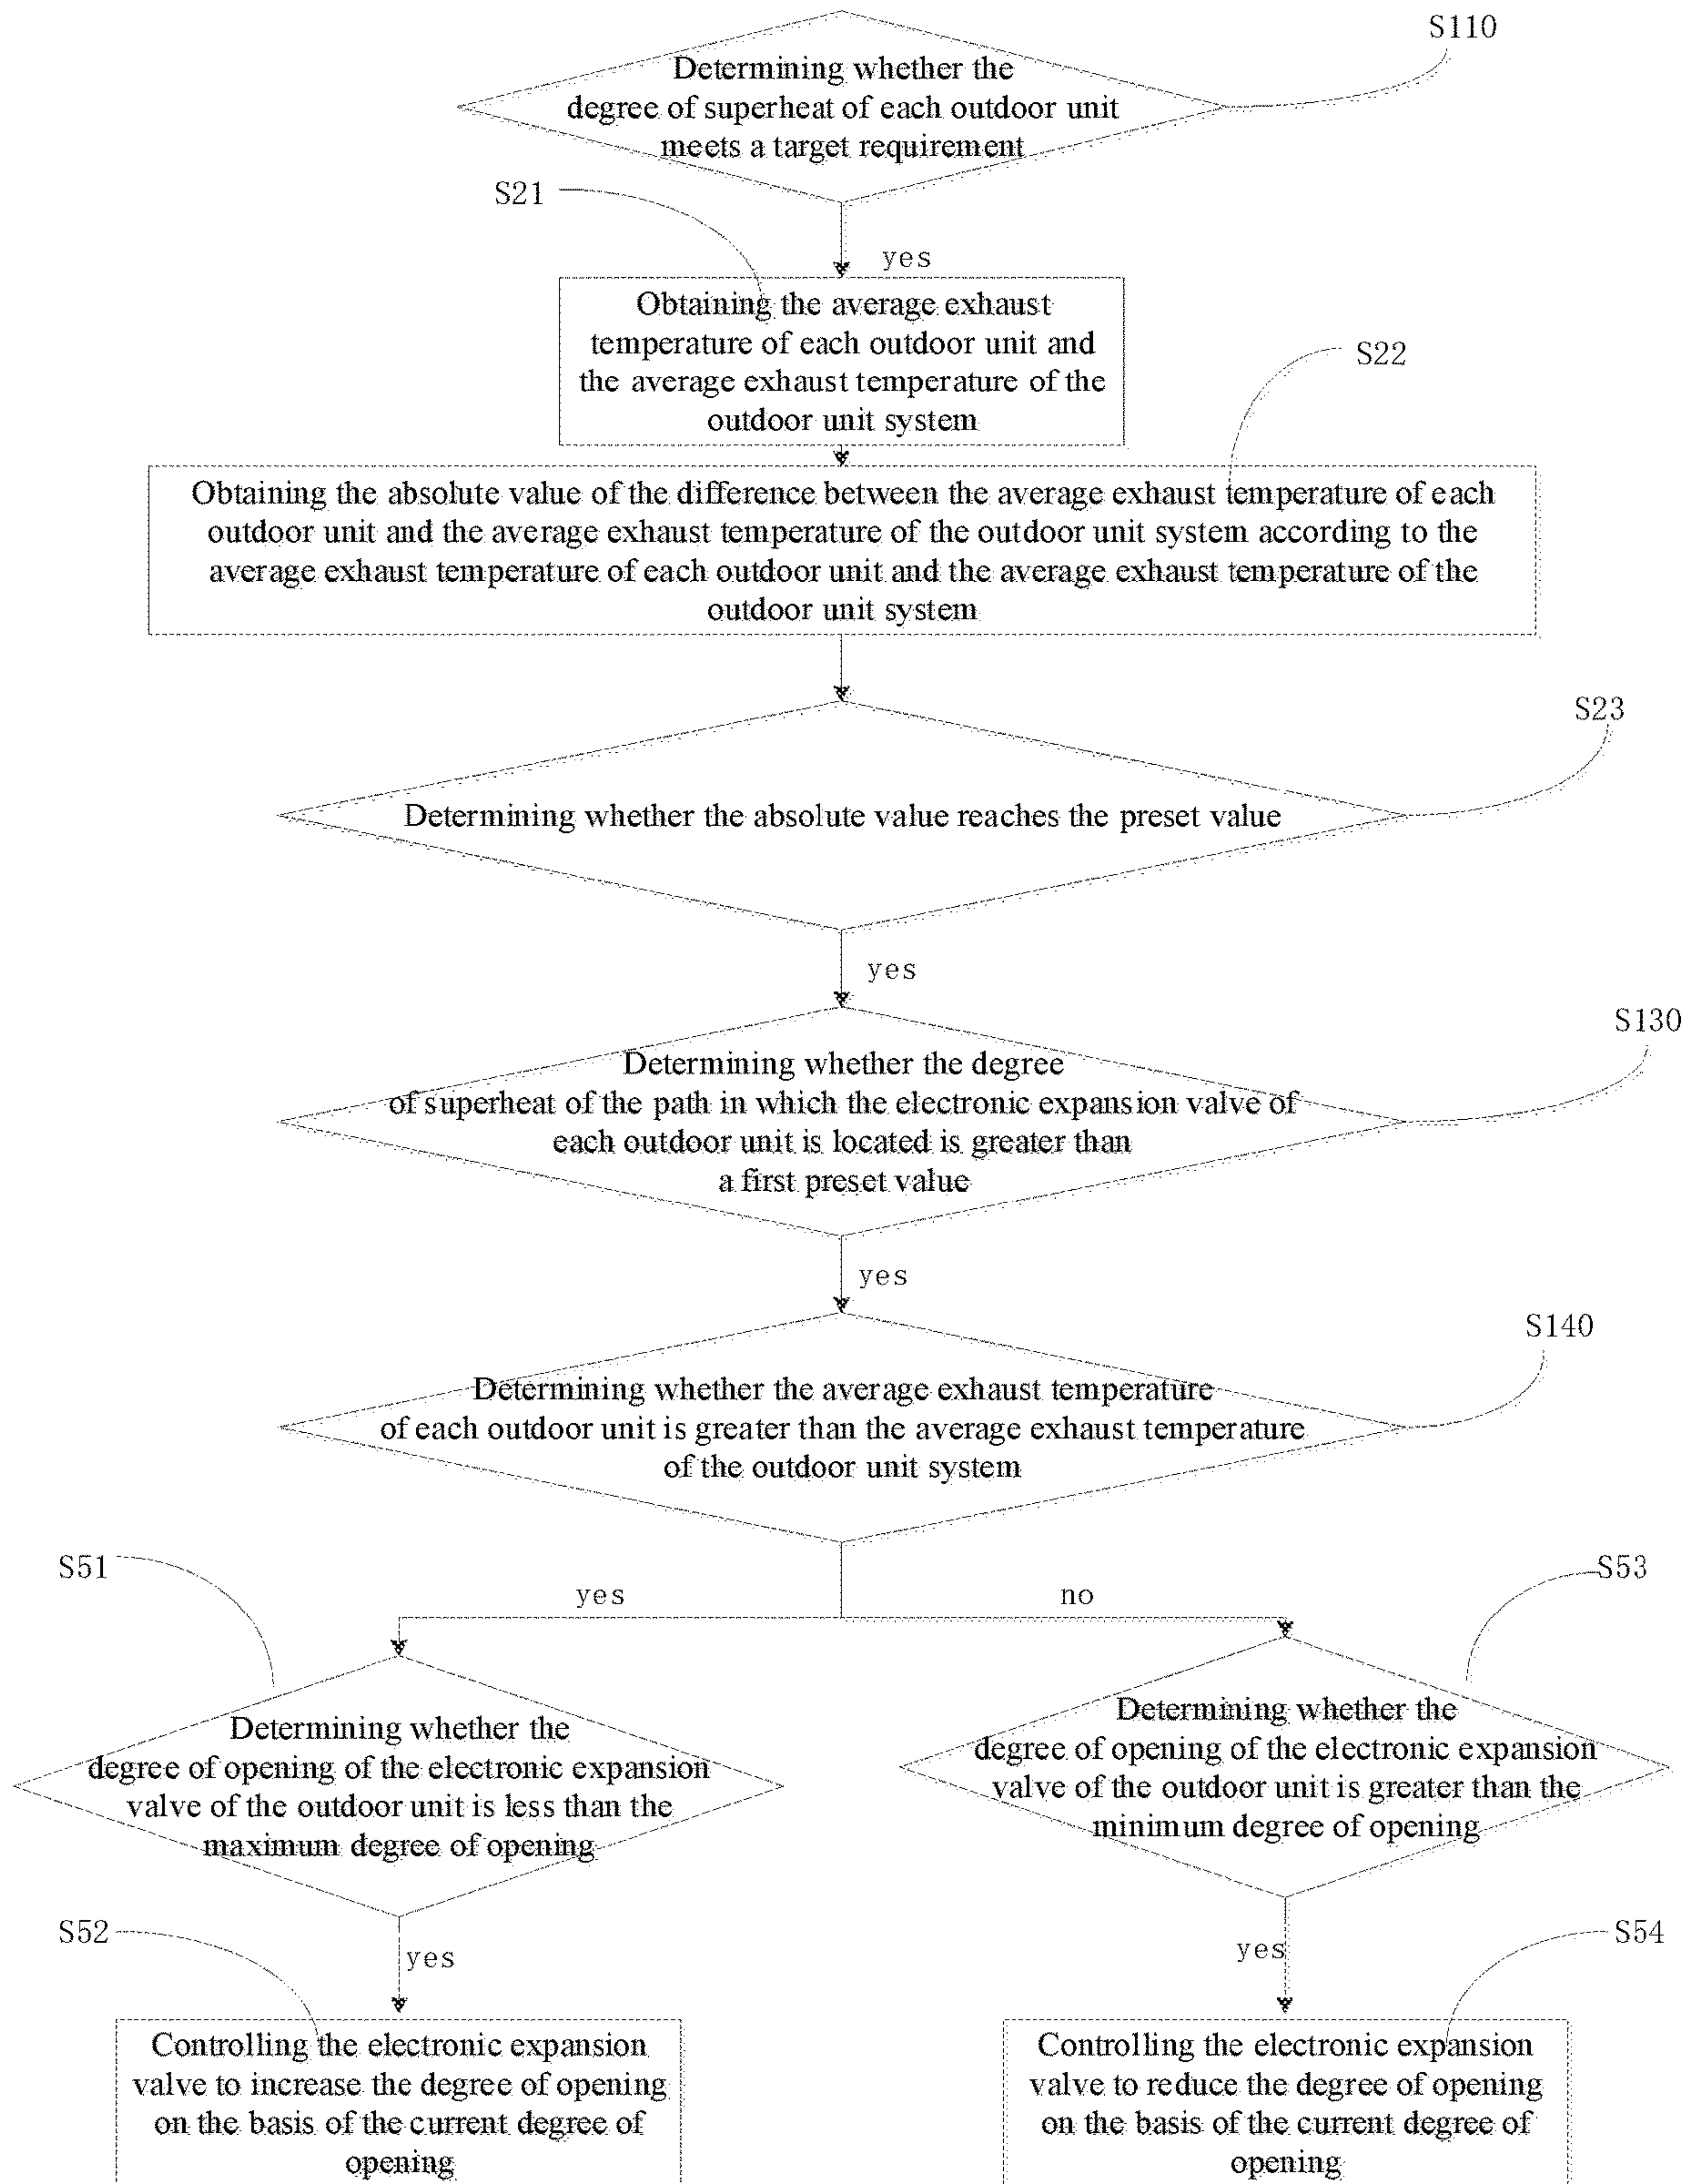 S110
Determining whether the
degree of superheat of each outdoor unit
meets a target requirement
S21
yes
Obtaining the average exhaust
temperature of each outdoor unit and
the average exhaust temperature of the
outdoor unit system
S22
Obtaining the absolute value of the difference between the average exhaust temperature of each
outdoor unit and the average exhaust temperature of the outdoor unit system according to the
average exhaust temperature of each outdoor unit and the average exhaust temperature of the
outdoor unit system
S23
Determining whether the absolute value reaches the preset value
yes
S130
Determining whether the degree
of superheat of the path in which the electronic expansion valve of
each outdoor unit is located is greater than
a first preset value
yes
S140
Determining whether the average exhaust temperature
of each outdoor unit is greater than the average exhaust temperature
of the outdoor unit system
yes
no
S51
Determining whether the
degree of opening of the electronic expansion
valve of the outdoor unit is less than the
maximum degree of opening
S53
Determining whether the
degree of opening of the electronic expansion
valve of the outdoor unit is greater than the
minimum degree of opening
S52
yes
Controlling the electronic expansion
valve to increase the degree of opening
on the basis of the current degree of
opening
S54
yes
Controlling the electronic expansion
valve to reduce the degree of opening
on the basis of the current degree of
opening